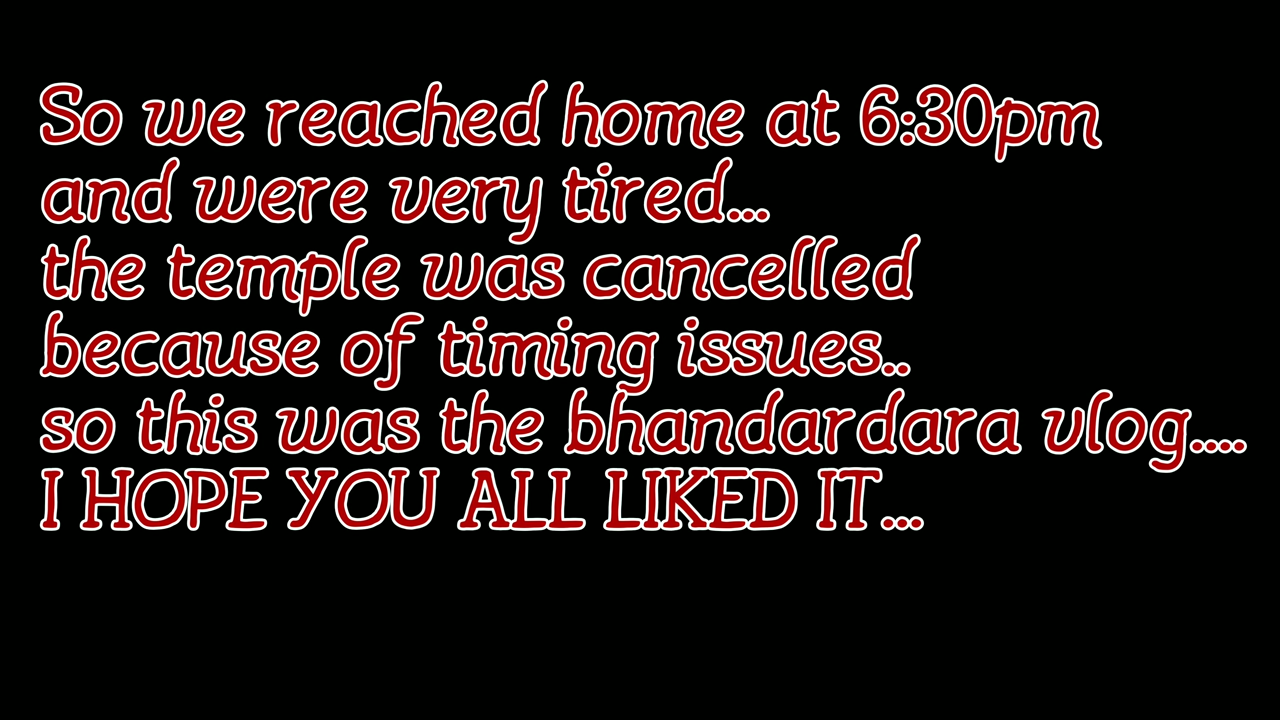 So we reached home at 6:30pm
and were very tired...
the temple was cancelled
because of timing issues..
so this was the bhandardara vlog....
I HOPE YOU ALL LIKED IT...